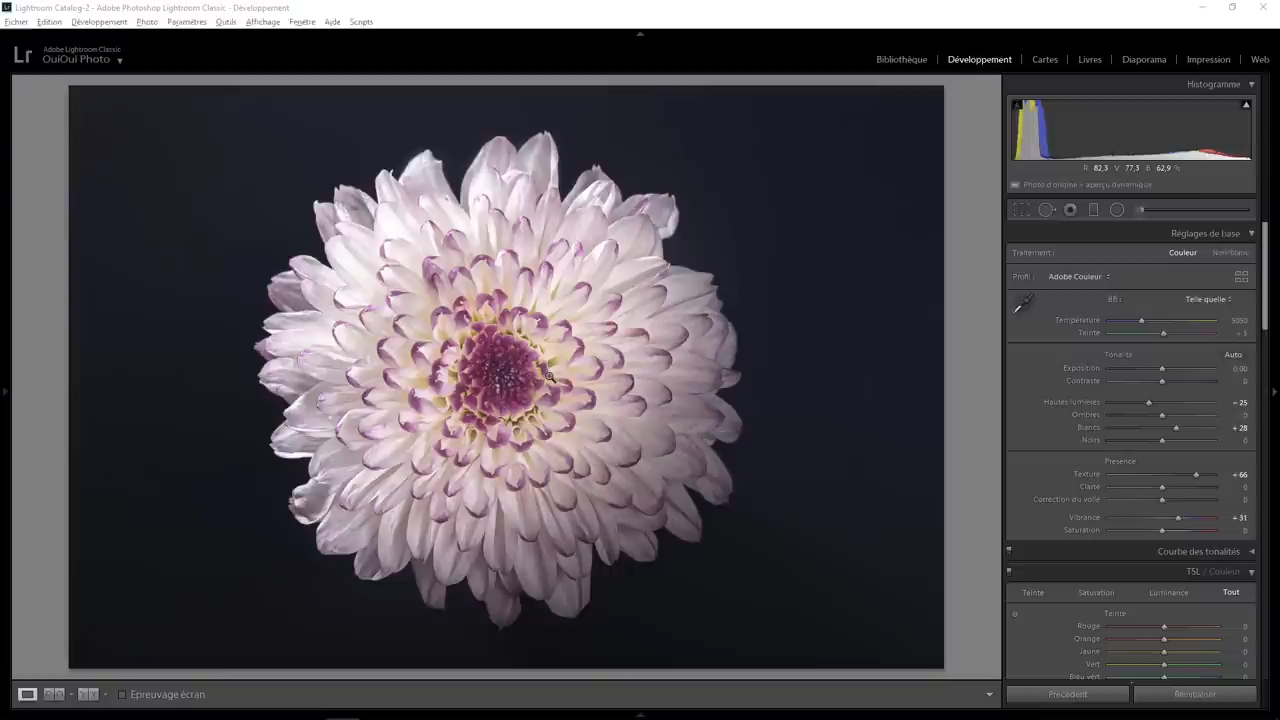 Lightroom Catalog-2 - Adobe Photoshop Lightroom Classic - Développement
Fichier Édition Développement Photo Paramètres Outils Affichage Fenêtre Aide Scripts
Lr Adobe Lightroom Classic
OuiOui Photo
Bibliothèque | Développement | Cartes | Livres | Diaporama | Impression | Web
Histogramme
R 82,3 V 77,3 B 62,9 %
Photo d'origine + aperçu dynamique
Réglages de base
Traitement : Couleur Noir/blanc
Profil : Adobe Couleur
BB : Telle quelle
Température 5050
Teinte + 5
Tonalité Auto
Exposition 0,00
Contraste 0
Hautes lumières - 25
Ombres 0
Blancs + 28
Noirs 0
Présence
Texture + 66
Clarté 0
Correction du voile 0
Vibrance + 31
Saturation 0
Courbe des tonalités
TSL / Couleur
Teinte Saturation Luminance Tout
Teinte
Rouge 0
Orange 0
Jaune 0
Vert 0
Bleu vert 0
Epreuvage écran
Précédent Réinitialiser